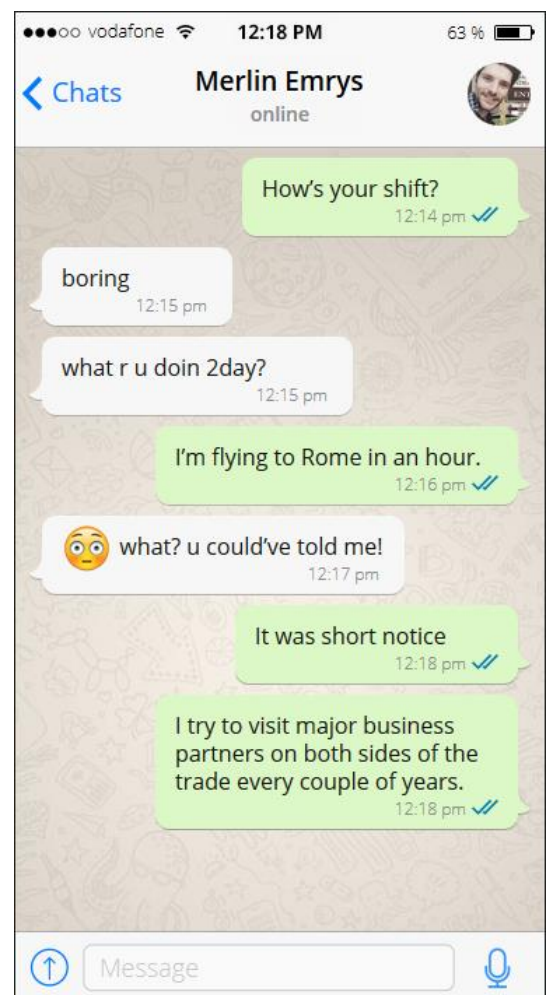 vodafone 12:18 PM 63 %
Chats
Merlin Emrys
online
How's your shift?
12:14 pm
boring
12:15 pm
what r u doin 2day?
12:15 pm
I'm flying to Rome in an hour.
12:16 pm
what? u could've told me!
12:17 pm
It was short notice
12:18 pm
I try to visit major business
partners on both sides of the
trade every couple of years.
12:18 pm
Message